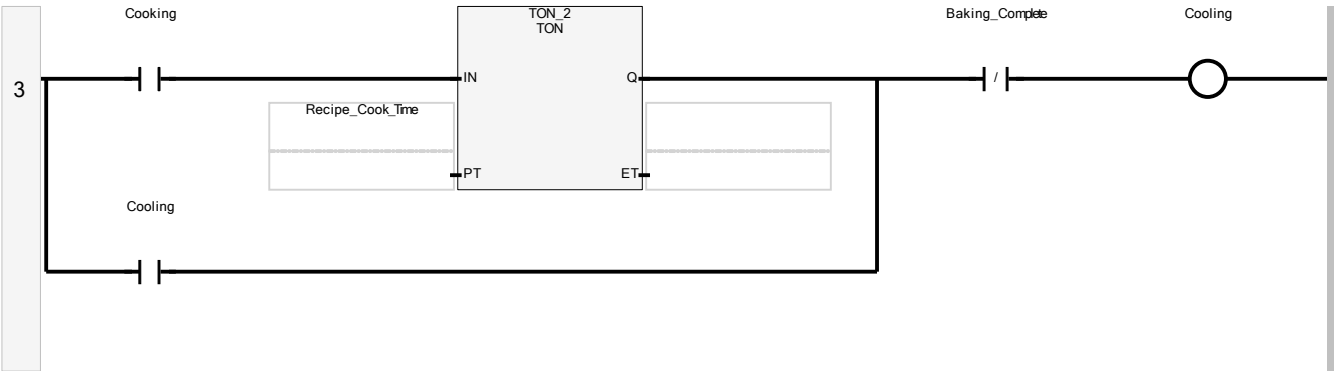 Cooking
TON_2
TON
Baking_Complete
Cooling
3
IN
Q
/
Recipe_Cook_Time
PT
ET
Cooling